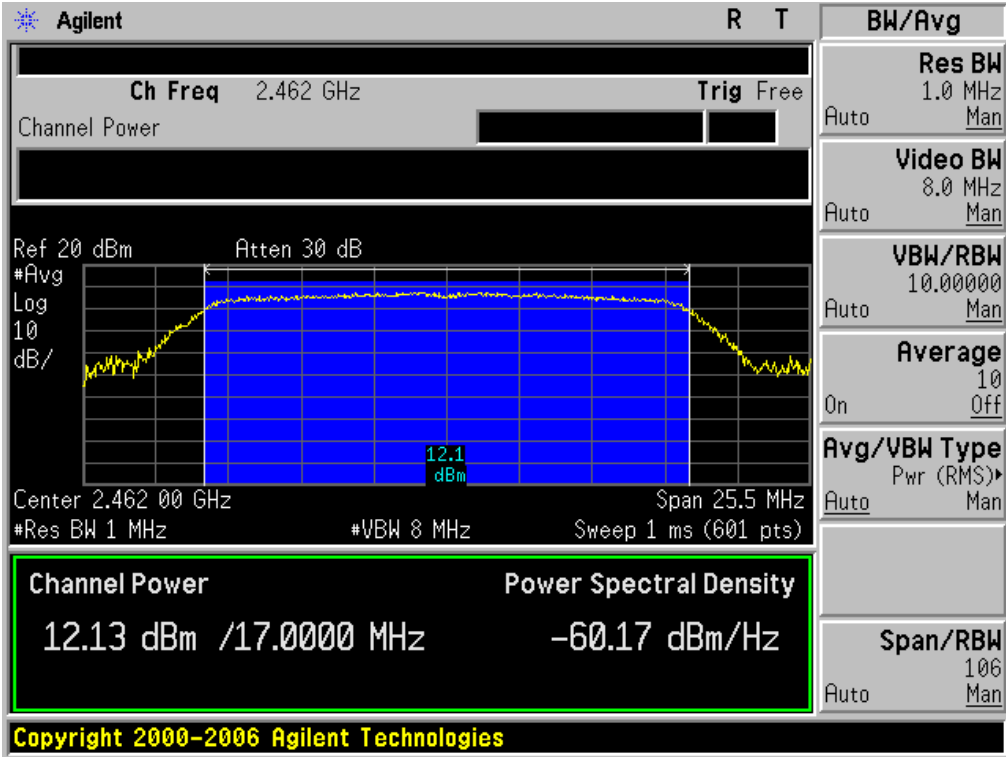 Agilent R T
Ch Freq 2.462 GHz Trig Free
Channel Power
Ref 20 dBm Atten 30 dB
#Avg
Log
10
dB/
12.1
dBm
Center 2.462 00 GHz Span 25.5 MHz
#Res BW 1 MHz #VBW 8 MHz Sweep 1 ms (601 pts)
Channel Power Power Spectral Density
12.13 dBm /17.0000 MHz -60.17 dBm/Hz
Copyright 2000-2006 Agilent Technologies
BW/Avg
Res BW
1.0 MHz
Auto Man
Video BW
8.0 MHz
Auto Man
VBW/RBW
10.00000
Auto Man
Average
10
On Off
Avg/VBW Type
Pwr (RMS)▸
Auto Man
Span/RBW
106
Auto Man